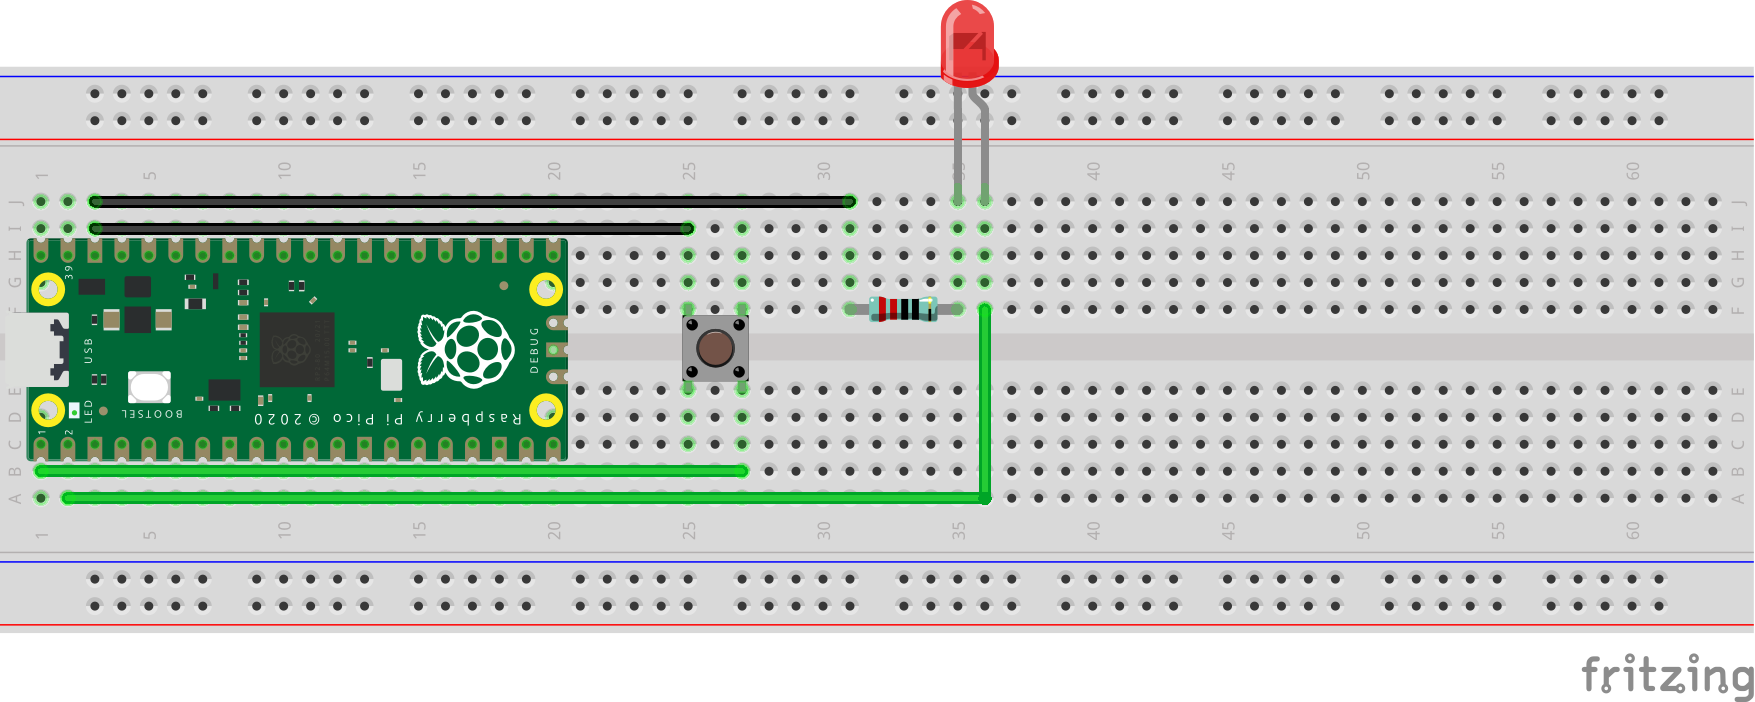 1 5 10 15 20 25 30 35 40 45 50 55 60
J J
I I
H H
G G
F F
39
USB
DEBUG
BOOTSEL
LED
1
2
Raspberry Pi Pico © 2020
E E
D D
C C
B B
A A
1 5 10 15 20 25 30 35 40 45 50 55 60
fritzing